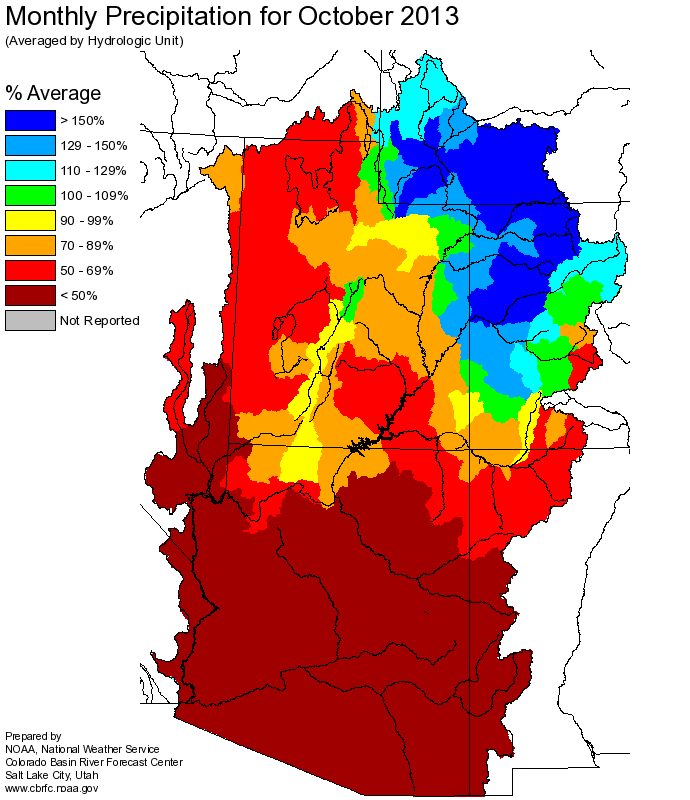 Monthly Precipitation for October 2013
(Averaged by Hydrologic Unit)
% Average
> 150%
129 - 150%
110 - 129%
100 - 109%
90 - 99%
70 - 89%
50 - 69%
< 50%
Not Reported
Prepared by
NOAA, National Weather Service
Colorado Basin River Forecast Center
Salt Lake City, Utah
www.cbrfc.noaa.gov